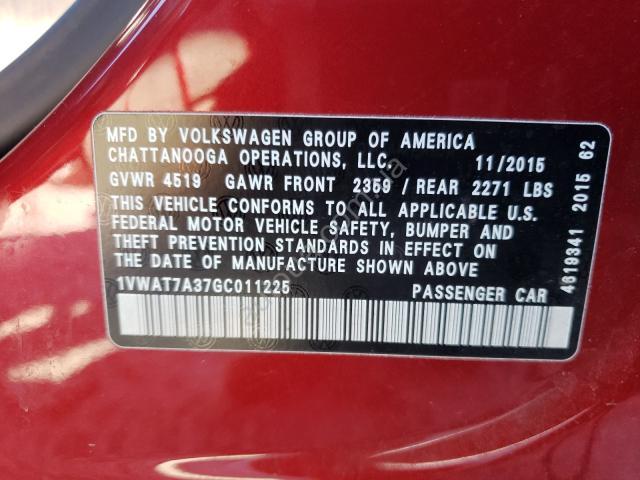 MFD BY VOLKSWAGEN GROUP OF AMERICA
CHATTANOOGA OPERATIONS, LLC. 11/2015
GVWR 4519 GAWR FRONT 2359 / REAR 2271 LBS
THIS VEHICLE CONFORMS TO ALL APPLICABLE U.S.
FEDERAL MOTOR VEHICLE SAFETY, BUMPER AND
THEFT PREVENTION STANDARDS IN EFFECT ON
THE DATE OF MANUFACTURE SHOWN ABOVE
1VWAT7A37GC011225 PASSENGER CAR
4618341 2015 62